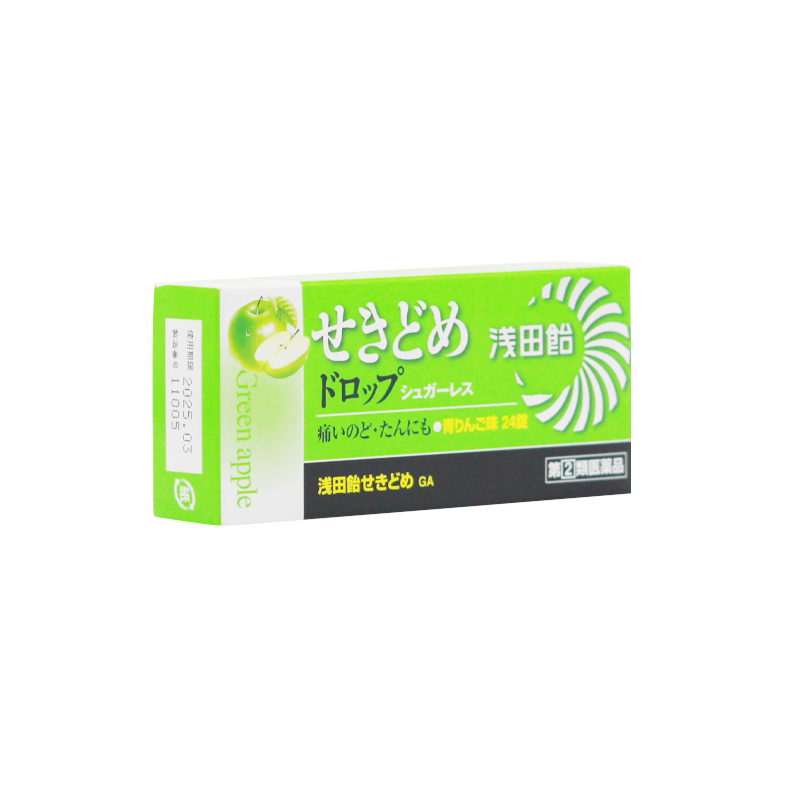 使用期限 2025.03
製造番号 11005
Green apple
せきどめ
ドロップ シュガーレス
痛いのど・たんにも●青りんご味 24錠
浅田飴せきどめ GA
浅田飴
第②類医薬品
紙